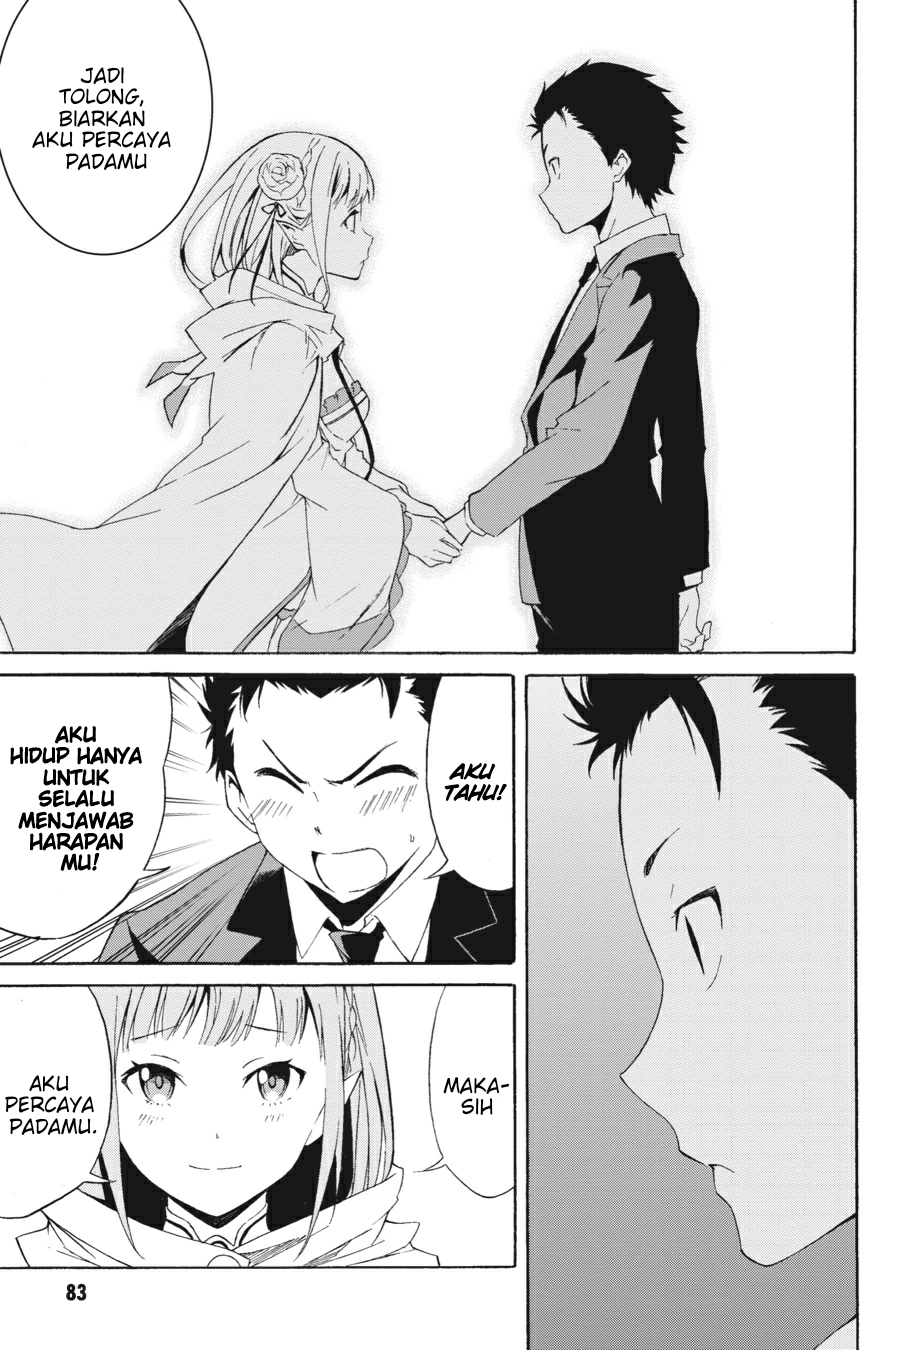 JADI
TOLONG,
BIARKAN
AKU PERCAYA
PADAMU
AKU
TAHU!
AKU
HIDUP HANYA
UNTUK
SELALU
MENJAWAB
HARAPAN
MU!
MAKA-
SIH
AKU
PERCAYA
PADAMU.
83